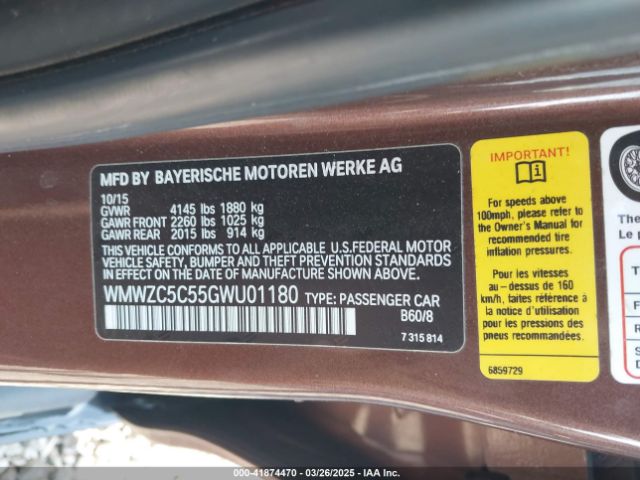 MFD BY BAYERISCHE MOTOREN WERKE AG
10/15
GVWR 4145 lbs 1880 kg
GAWR FRONT 2260 lbs 1025 kg
GAWR REAR 2015 lbs 914 kg
THIS VEHICLE CONFORMS TO ALL APPLICABLE U.S.FEDERAL MOTOR
VEHICLE SAFETY, BUMPER AND THEFT PREVENTION STANDARDS
IN EFFECT ON THE DATE OF MANUFACTURE SHOWN ABOVE.
WMWZC5C55GWU01180 TYPE: PASSENGER CAR
B60/8
7 315 814
IMPORTANT
For speeds above
100mph, please refer to
the Owner's Manual for
recommended tire
inflation pressures.
Pour les vitesses
au-dessus de 160
km/h, se référer à la
notice d'utilisation
pour les pressions des
pneus recommandées.
6859729
The
Le p
T
F
R
S
D
000-41874470 • 03/26/2025 • IAA Inc.